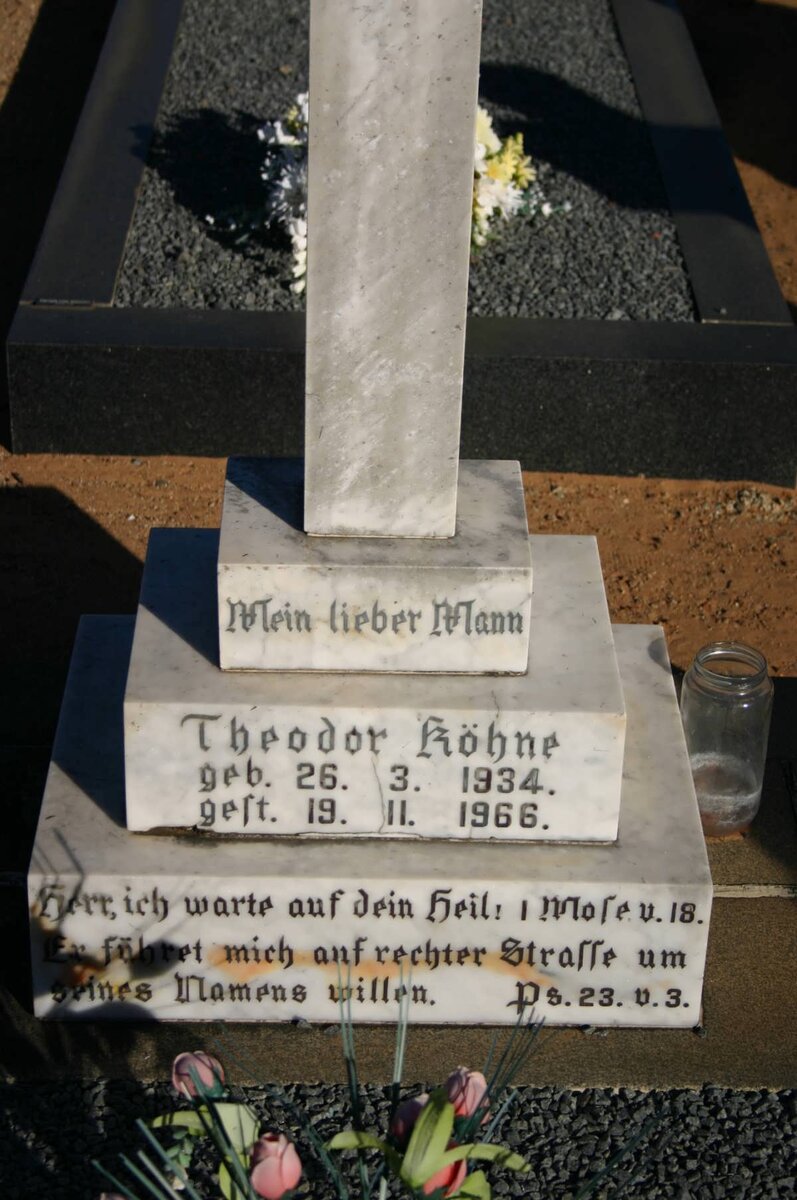 Mein lieber Mann
Theodor Köhne
geb. 26. 3. 1934.
gest. 19. 11. 1966.
Herr, ich warte auf dein Heil: 1 Mose v. 18.
Er führet mich auf rechter Strasse um
seines Namens willen. Ps. 23. v. 3.